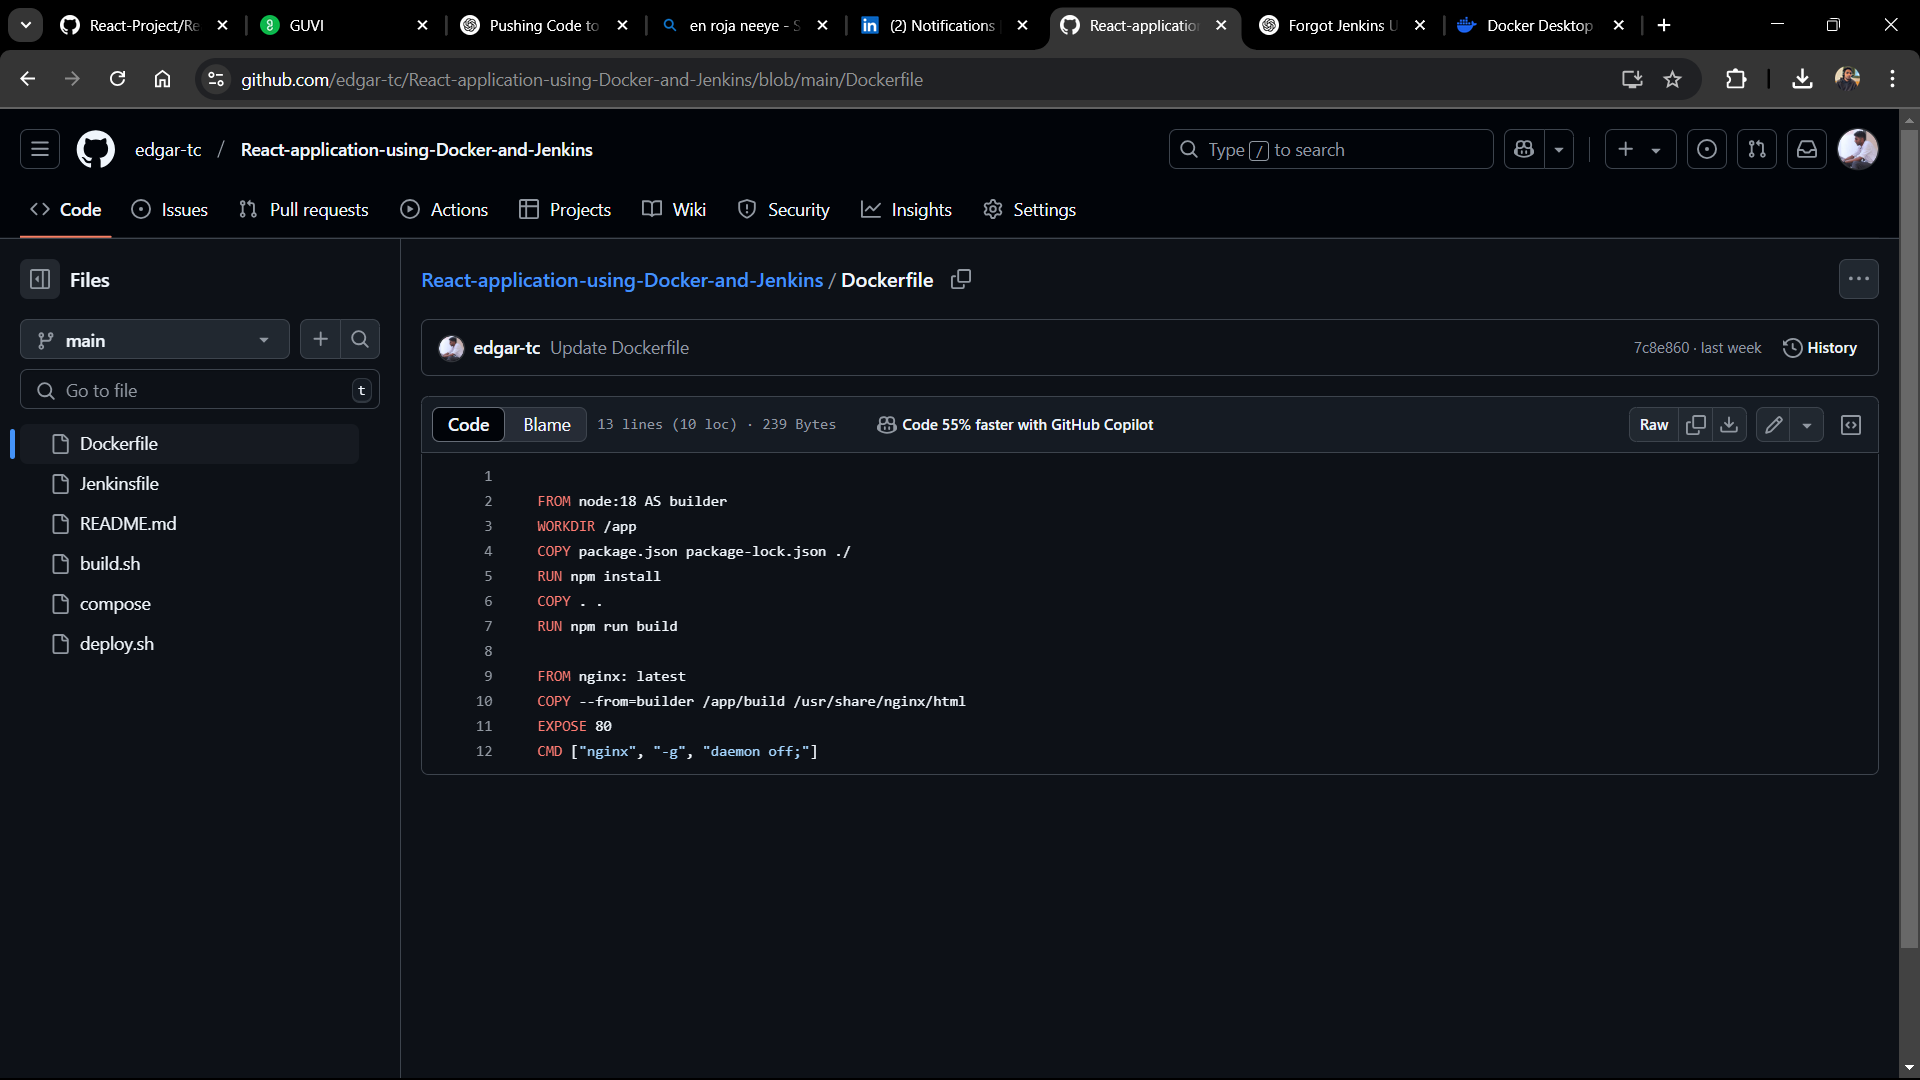 React-Project/Re
GUVI
Pushing Code to
en roja neeye - S
(2) Notifications
React-applicatio
Forgot Jenkins U
Docker Desktop
github.com/edgar-tc/React-application-using-Docker-and-Jenkins/blob/main/Dockerfile
edgar-tc / React-application-using-Docker-and-Jenkins
Type / to search
Code
Issues
Pull requests
Actions
Projects
Wiki
Security
Insights
Settings
Files
main
Go to file
t
Dockerfile
Jenkinsfile
README.md
build.sh
compose
deploy.sh
React-application-using-Docker-and-Jenkins / Dockerfile
edgar-tc Update Dockerfile
7c8e860 · last week
History
Code
Blame
13 lines (10 loc) · 239 Bytes
Code 55% faster with GitHub Copilot
Raw
1
2 FROM node:18 AS builder
3 WORKDIR /app
4 COPY package.json package-lock.json ./
5 RUN npm install
6 COPY . .
7 RUN npm run build
8
9 FROM nginx: latest
10 COPY --from=builder /app/build /usr/share/nginx/html
11 EXPOSE 80
12 CMD ["nginx", "-g", "daemon off;"]